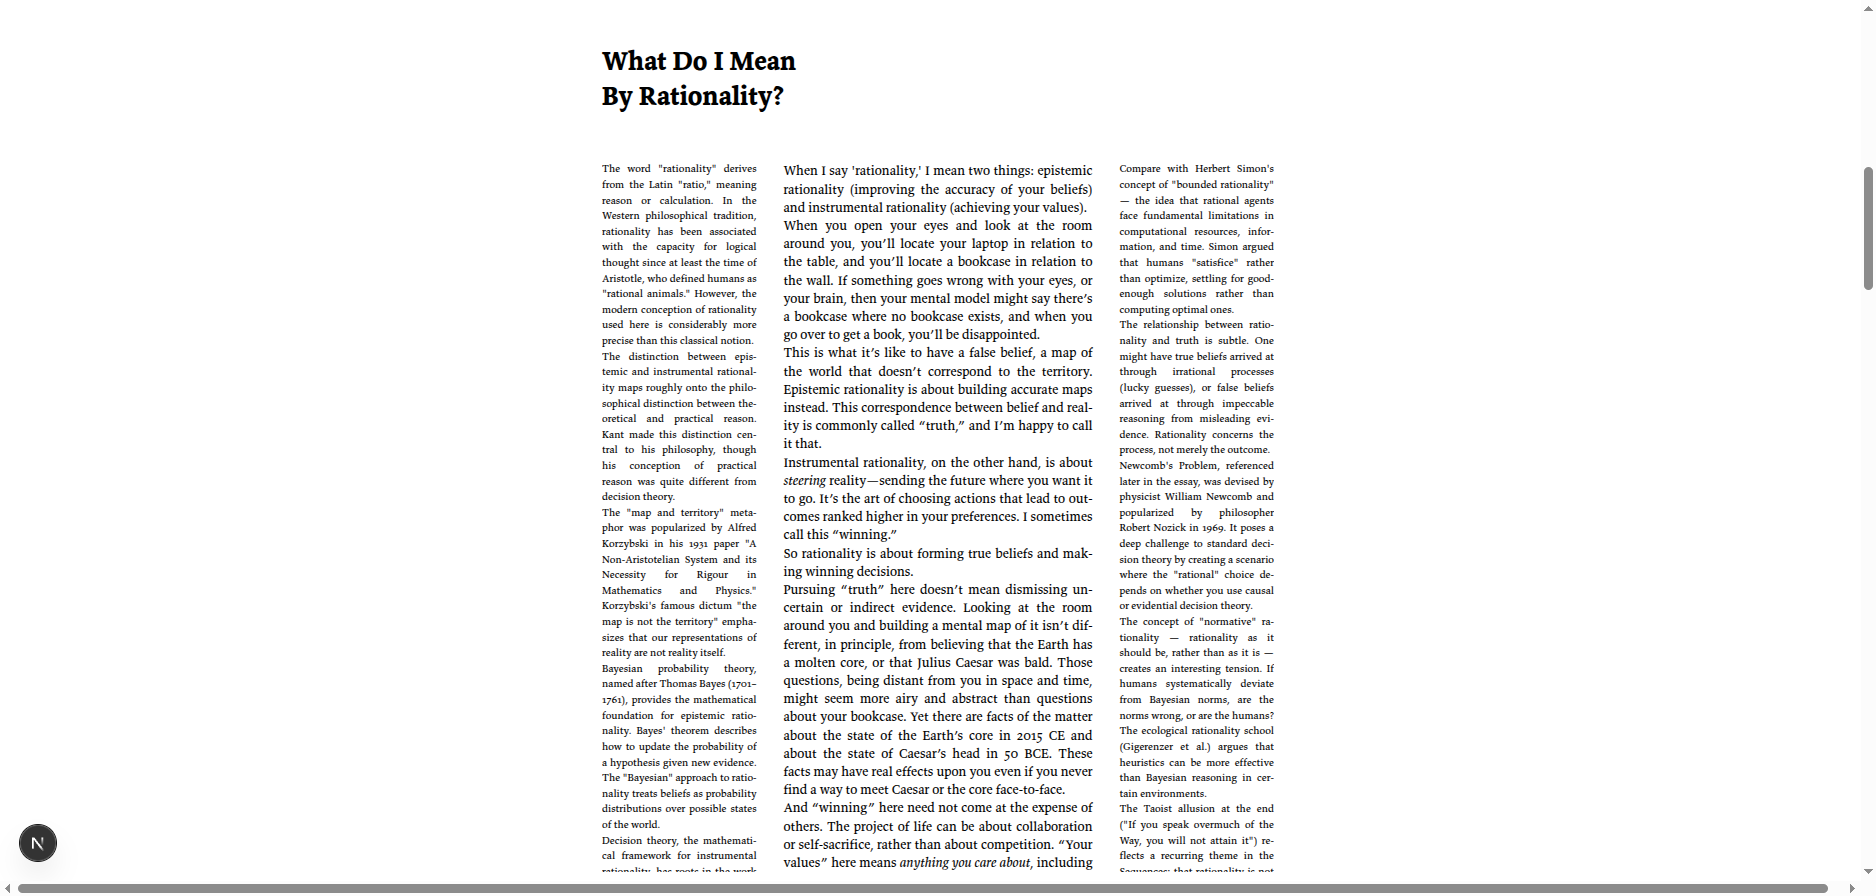 What Do I Mean
By Rationality?
The word "rationality" derives
from the Latin "ratio," meaning
reason or calculation. In the
Western philosophical tradition,
rationality has been associated
with the capacity for logical
thought since at least the time of
Aristotle, who defined humans as
"rational animals." However, the
modern conception of rationality
used here is considerably more
precise than this classical notion.
The distinction between epis-
temic and instrumental rational-
ity maps roughly onto the philo-
sophical distinction between the-
oretical and practical reason.
Kant made this distinction cen-
tral to his philosophy, though
his conception of practical
reason was quite different from
decision theory.
The "map and territory" meta-
phor was popularized by Alfred
Korzybski in his 1931 paper "A
Non-Aristotelian System and its
Necessity for Rigour in
Mathematics and Physics."
Korzybski's famous dictum "the
map is not the territory" empha-
sizes that our representations of
reality are not reality itself.
Bayesian probability theory,
named after Thomas Bayes (1701–
1761), provides the mathematical
foundation for epistemic ratio-
nality. Bayes' theorem describes
how to update the probability of
a hypothesis given new evidence.
The "Bayesian" approach to ratio-
nality treats beliefs as probability
distributions over possible states
of the world.
Decision theory, the mathemati-
cal framework for instrumental
rationality, has roots in the work
When I say 'rationality,' I mean two things: epistemic
rationality (improving the accuracy of your beliefs)
and instrumental rationality (achieving your values).
When you open your eyes and look at the room
around you, you’ll locate your laptop in relation to
the table, and you’ll locate a bookcase in relation to
the wall. If something goes wrong with your eyes, or
your brain, then your mental model might say there’s
a bookcase where no bookcase exists, and when you
go over to get a book, you’ll be disappointed.
This is what it’s like to have a false belief, a map of
the world that doesn’t correspond to the territory.
Epistemic rationality is about building accurate maps
instead. This correspondence between belief and real-
ity is commonly called “truth,” and I’m happy to call
it that.
Instrumental rationality, on the other hand, is about
steering reality—sending the future where you want it
to go. It’s the art of choosing actions that lead to out-
comes ranked higher in your preferences. I sometimes
call this “winning.”
So rationality is about forming true beliefs and mak-
ing winning decisions.
Pursuing “truth” here doesn’t mean dismissing un-
certain or indirect evidence. Looking at the room
around you and building a mental map of it isn’t dif-
ferent, in principle, from believing that the Earth has
a molten core, or that Julius Caesar was bald. Those
questions, being distant from you in space and time,
might seem more airy and abstract than questions
about your bookcase. Yet there are facts of the matter
about the state of the Earth’s core in 2015 CE and
about the state of Caesar’s head in 50 BCE. These
facts may have real effects upon you even if you never
find a way to meet Caesar or the core face-to-face.
And “winning” here need not come at the expense of
others. The project of life can be about collaboration
or self-sacrifice, rather than about competition. “Your
values” here means anything you care about, including
Compare with Herbert Simon's
concept of "bounded rationality"
— the idea that rational agents
face fundamental limitations in
computational resources, infor-
mation, and time. Simon argued
that humans "satisfice" rather
than optimize, settling for good-
enough solutions rather than
computing optimal ones.
The relationship between ratio-
nality and truth is subtle. One
might have true beliefs arrived at
through irrational processes
(lucky guesses), or false beliefs
arrived at through impeccable
reasoning from misleading evi-
dence. Rationality concerns the
process, not merely the outcome.
Newcomb's Problem, referenced
later in the essay, was devised by
physicist William Newcomb and
popularized by philosopher
Robert Nozick in 1969. It poses a
deep challenge to standard deci-
sion theory by creating a scenario
where the "rational" choice de-
pends on whether you use causal
or evidential decision theory.
The concept of "normative" ra-
tionality — rationality as it
should be, rather than as it is —
creates an interesting tension. If
humans systematically deviate
from Bayesian norms, are the
norms wrong, or are the humans?
The ecological rationality school
(Gigerenzer et al.) argues that
heuristics can be more effective
than Bayesian reasoning in cer-
tain environments.
The Taoist allusion at the end
("If you speak overmuch of the
Way, you will not attain it") re-
flects a recurring theme in the
Sequences: that rationality is not
N